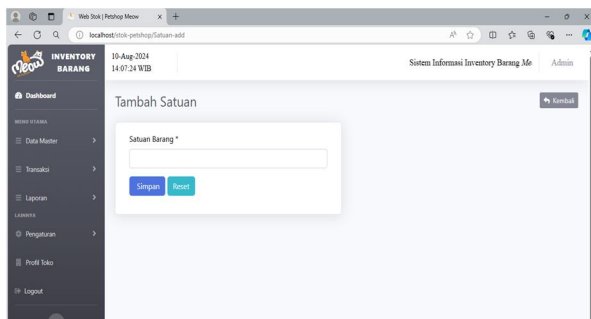 Web Stok | Petshop Meow
localhost/stok-petshop/Satuan-add
Meow
INVENTORY
BARANG
10-Aug-2024
14:07:24 WIB
Sistem Informasi Inventory Barang Me
Admin
Dashboard
MENU UTAMA
Data Master
Transaksi
Laporan
LAINNYA
Pengaturan
Profil Toko
Logout
Tambah Satuan
Kembali
Satuan Barang *
Simpan
Reset